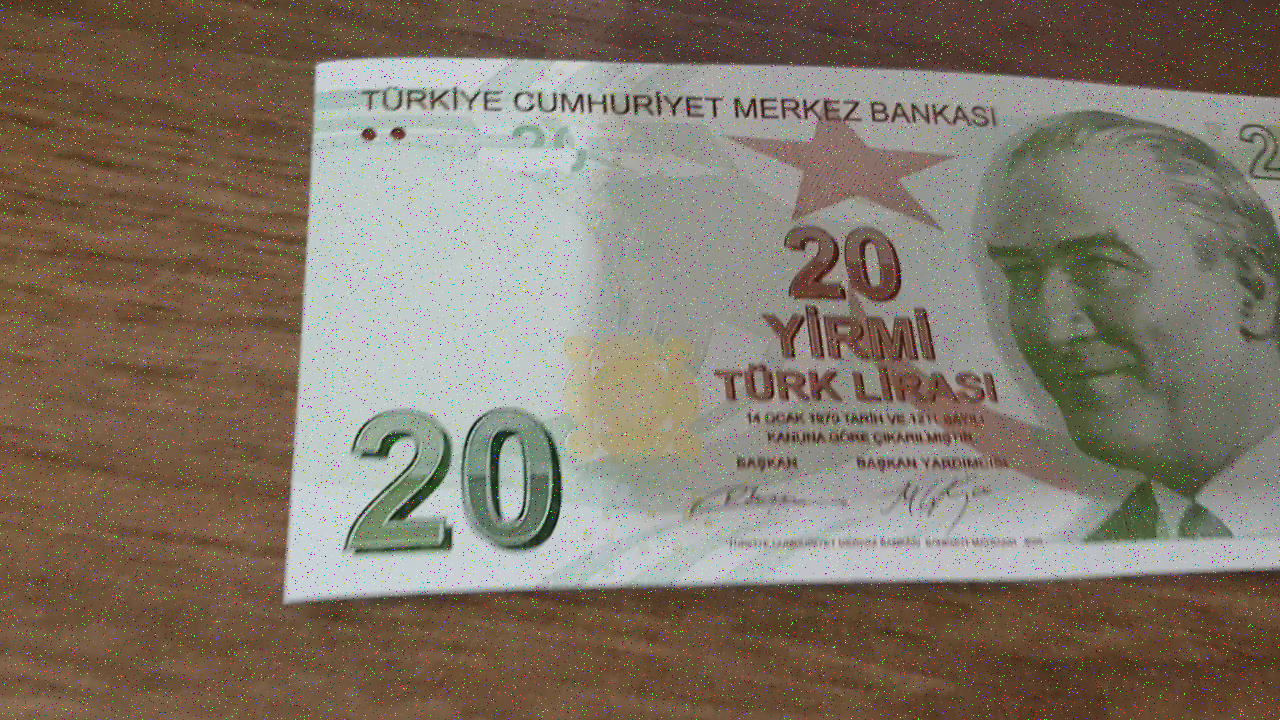 TÜRKİYE CUMHURİYET MERKEZ BANKASI
20
2
20
YİRMİ
TÜRK LİRASI
14 OCAK 1970 TARİH VE 1211 SAYILI
KANUNA GÖRE ÇIKARILMIŞTIR.
BAŞKAN BAŞKAN YARDIMCISI
20